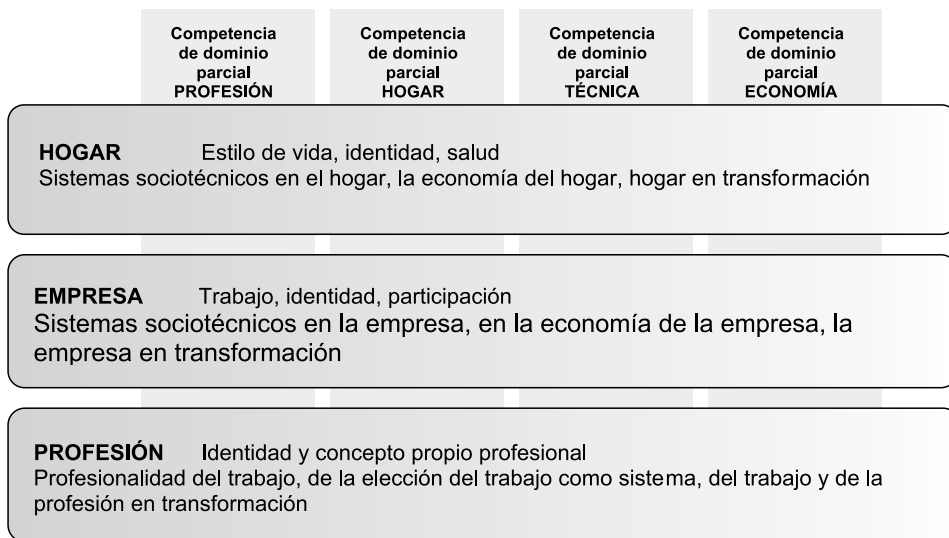 Competencia
de dominio
parcial
PROFESIÓN
Competencia
de dominio
parcial
HOGAR
Competencia
de dominio
parcial
TÉCNICA
Competencia
de dominio
parcial
ECONOMÍA
HOGAR Estilo de vida, identidad, salud
Sistemas sociotécnicos en el hogar, la economía del hogar, hogar en transformación
EMPRESA Trabajo, identidad, participación
Sistemas sociotécnicos en la empresa, en la economía de la empresa, la
empresa en transformación
PROFESIÓN Identidad y concepto propio profesional
Profesionalidad del trabajo, de la elección del trabajo como sistema, del trabajo y de la
profesión en transformación